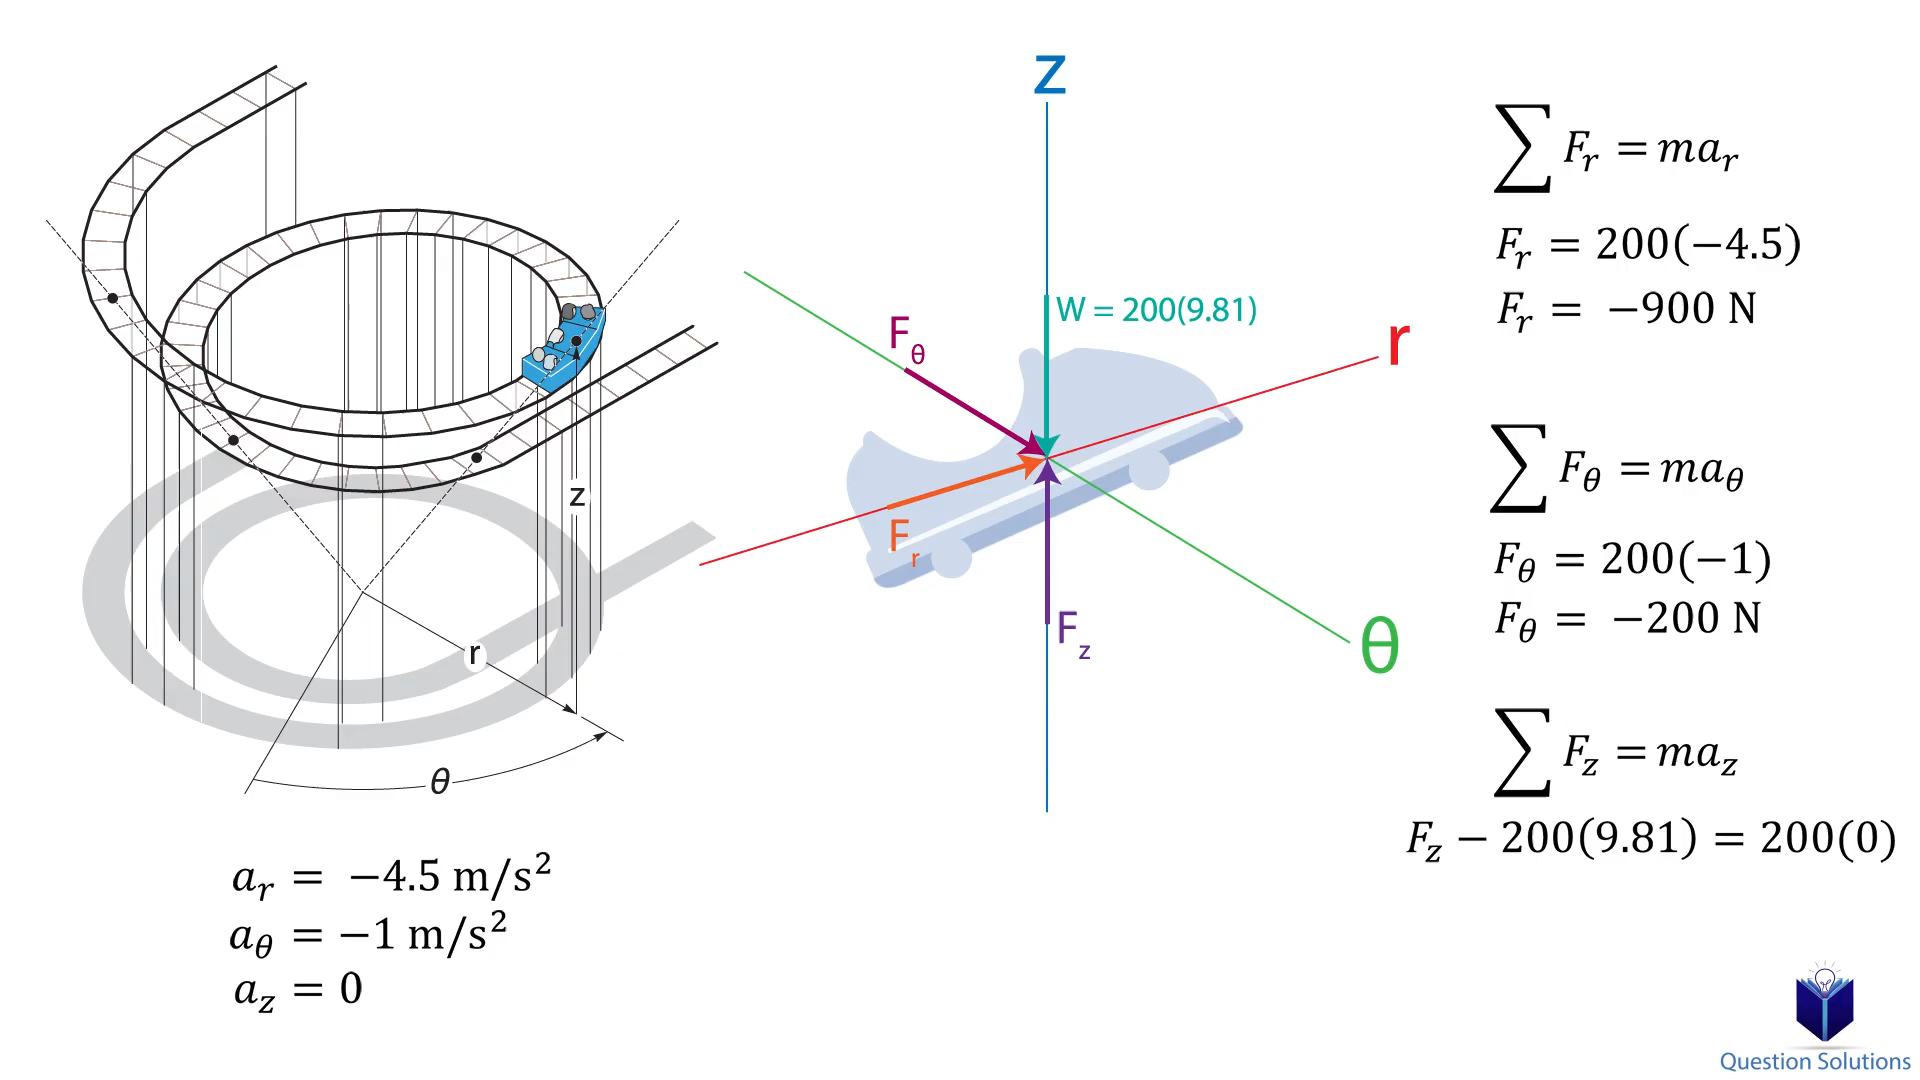 z
r
θ
a_r = −4.5 m/s²
a_θ = −1 m/s²
a_z = 0
z
W = 200(9.81)
F_θ
r
F_r
F_z
θ
∑ F_r = ma_r
F_r = 200(−4.5)
F_r = −900 N
∑ F_θ = ma_θ
F_θ = 200(−1)
F_θ = −200 N
∑ F_z = ma_z
F_z − 200(9.81) = 200(0)
Question Solutions